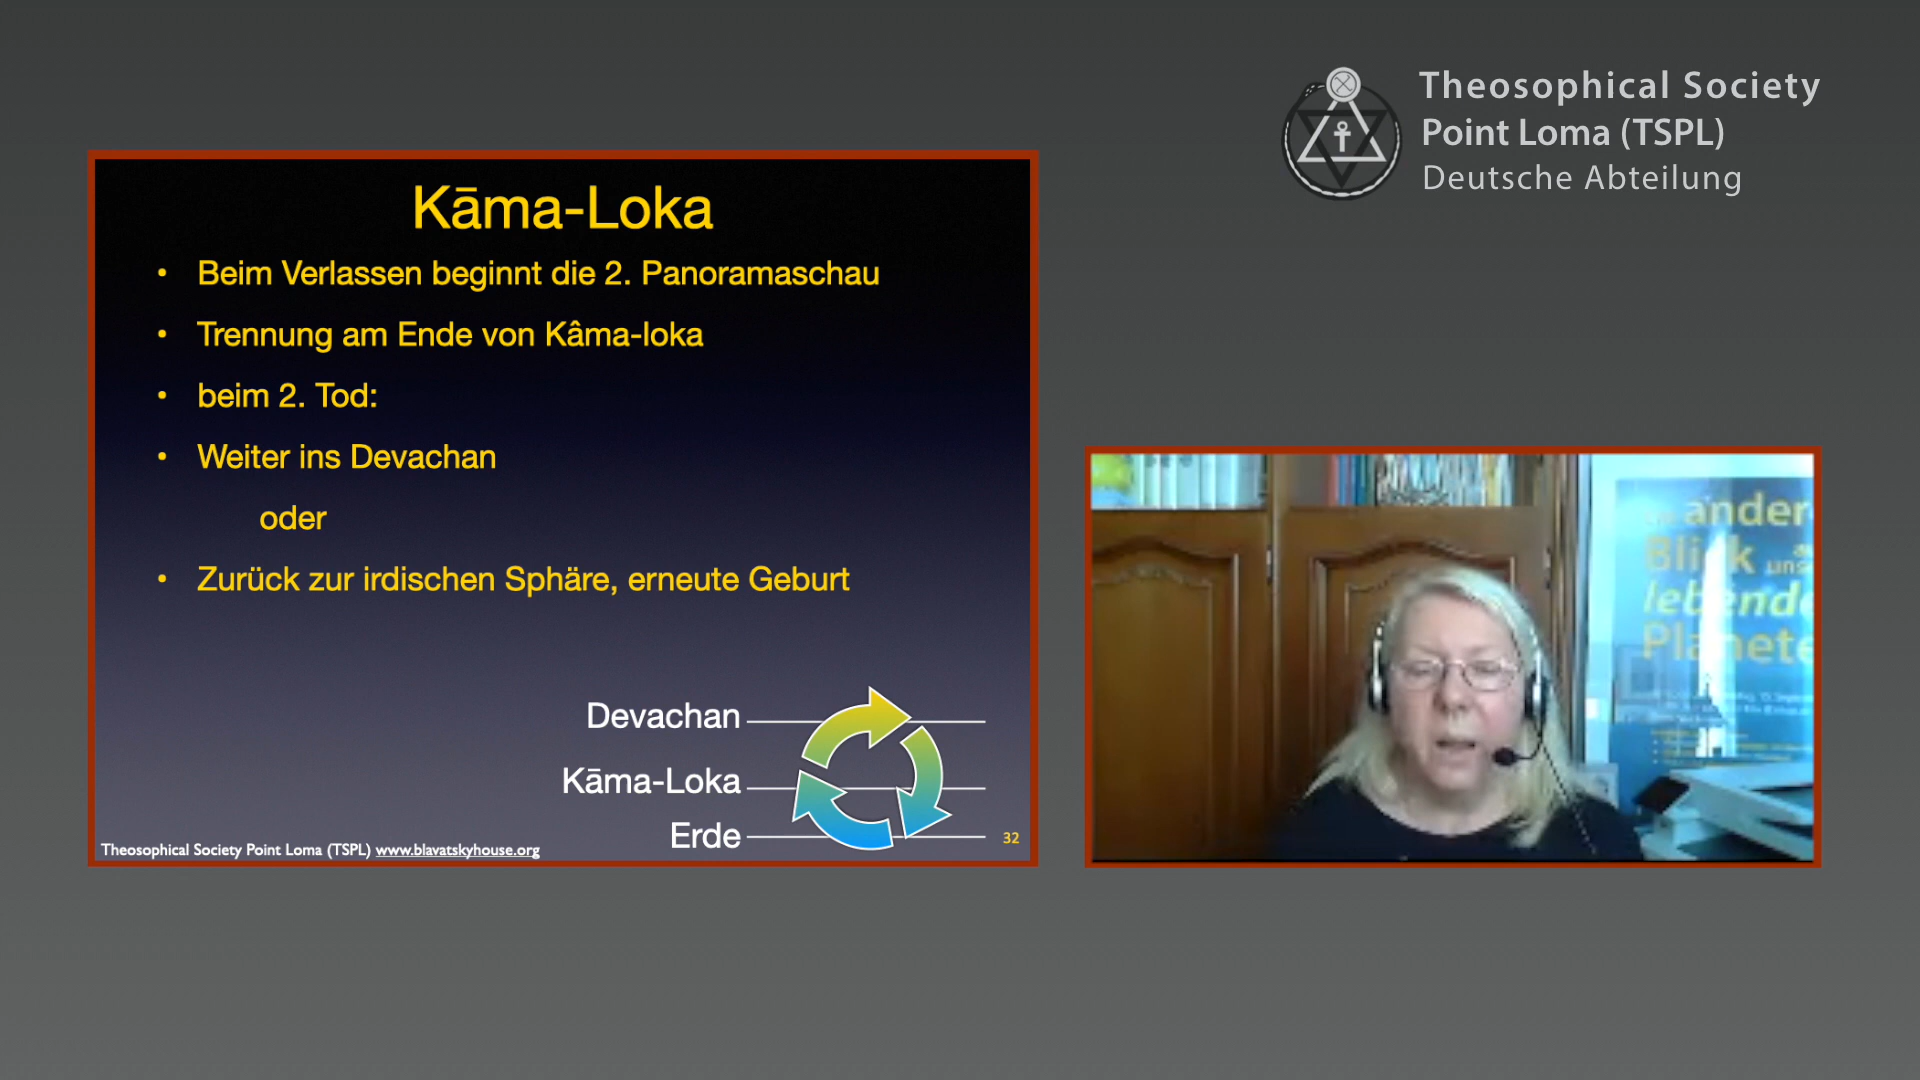 Theosophical Society
Point Loma (TSPL)
Deutsche Abteilung
Kāma-Loka
• Beim Verlassen beginnt die 2. Panoramaschau
• Trennung am Ende von Kâma-loka
• beim 2. Tod:
• Weiter ins Devachan
oder
• Zurück zur irdischen Sphäre, erneute Geburt
Devachan
Kāma-Loka
Erde
Theosophical Society Point Loma (TSPL) www.blavatskyhouse.org
32
ander
Blick
lebende
Planete